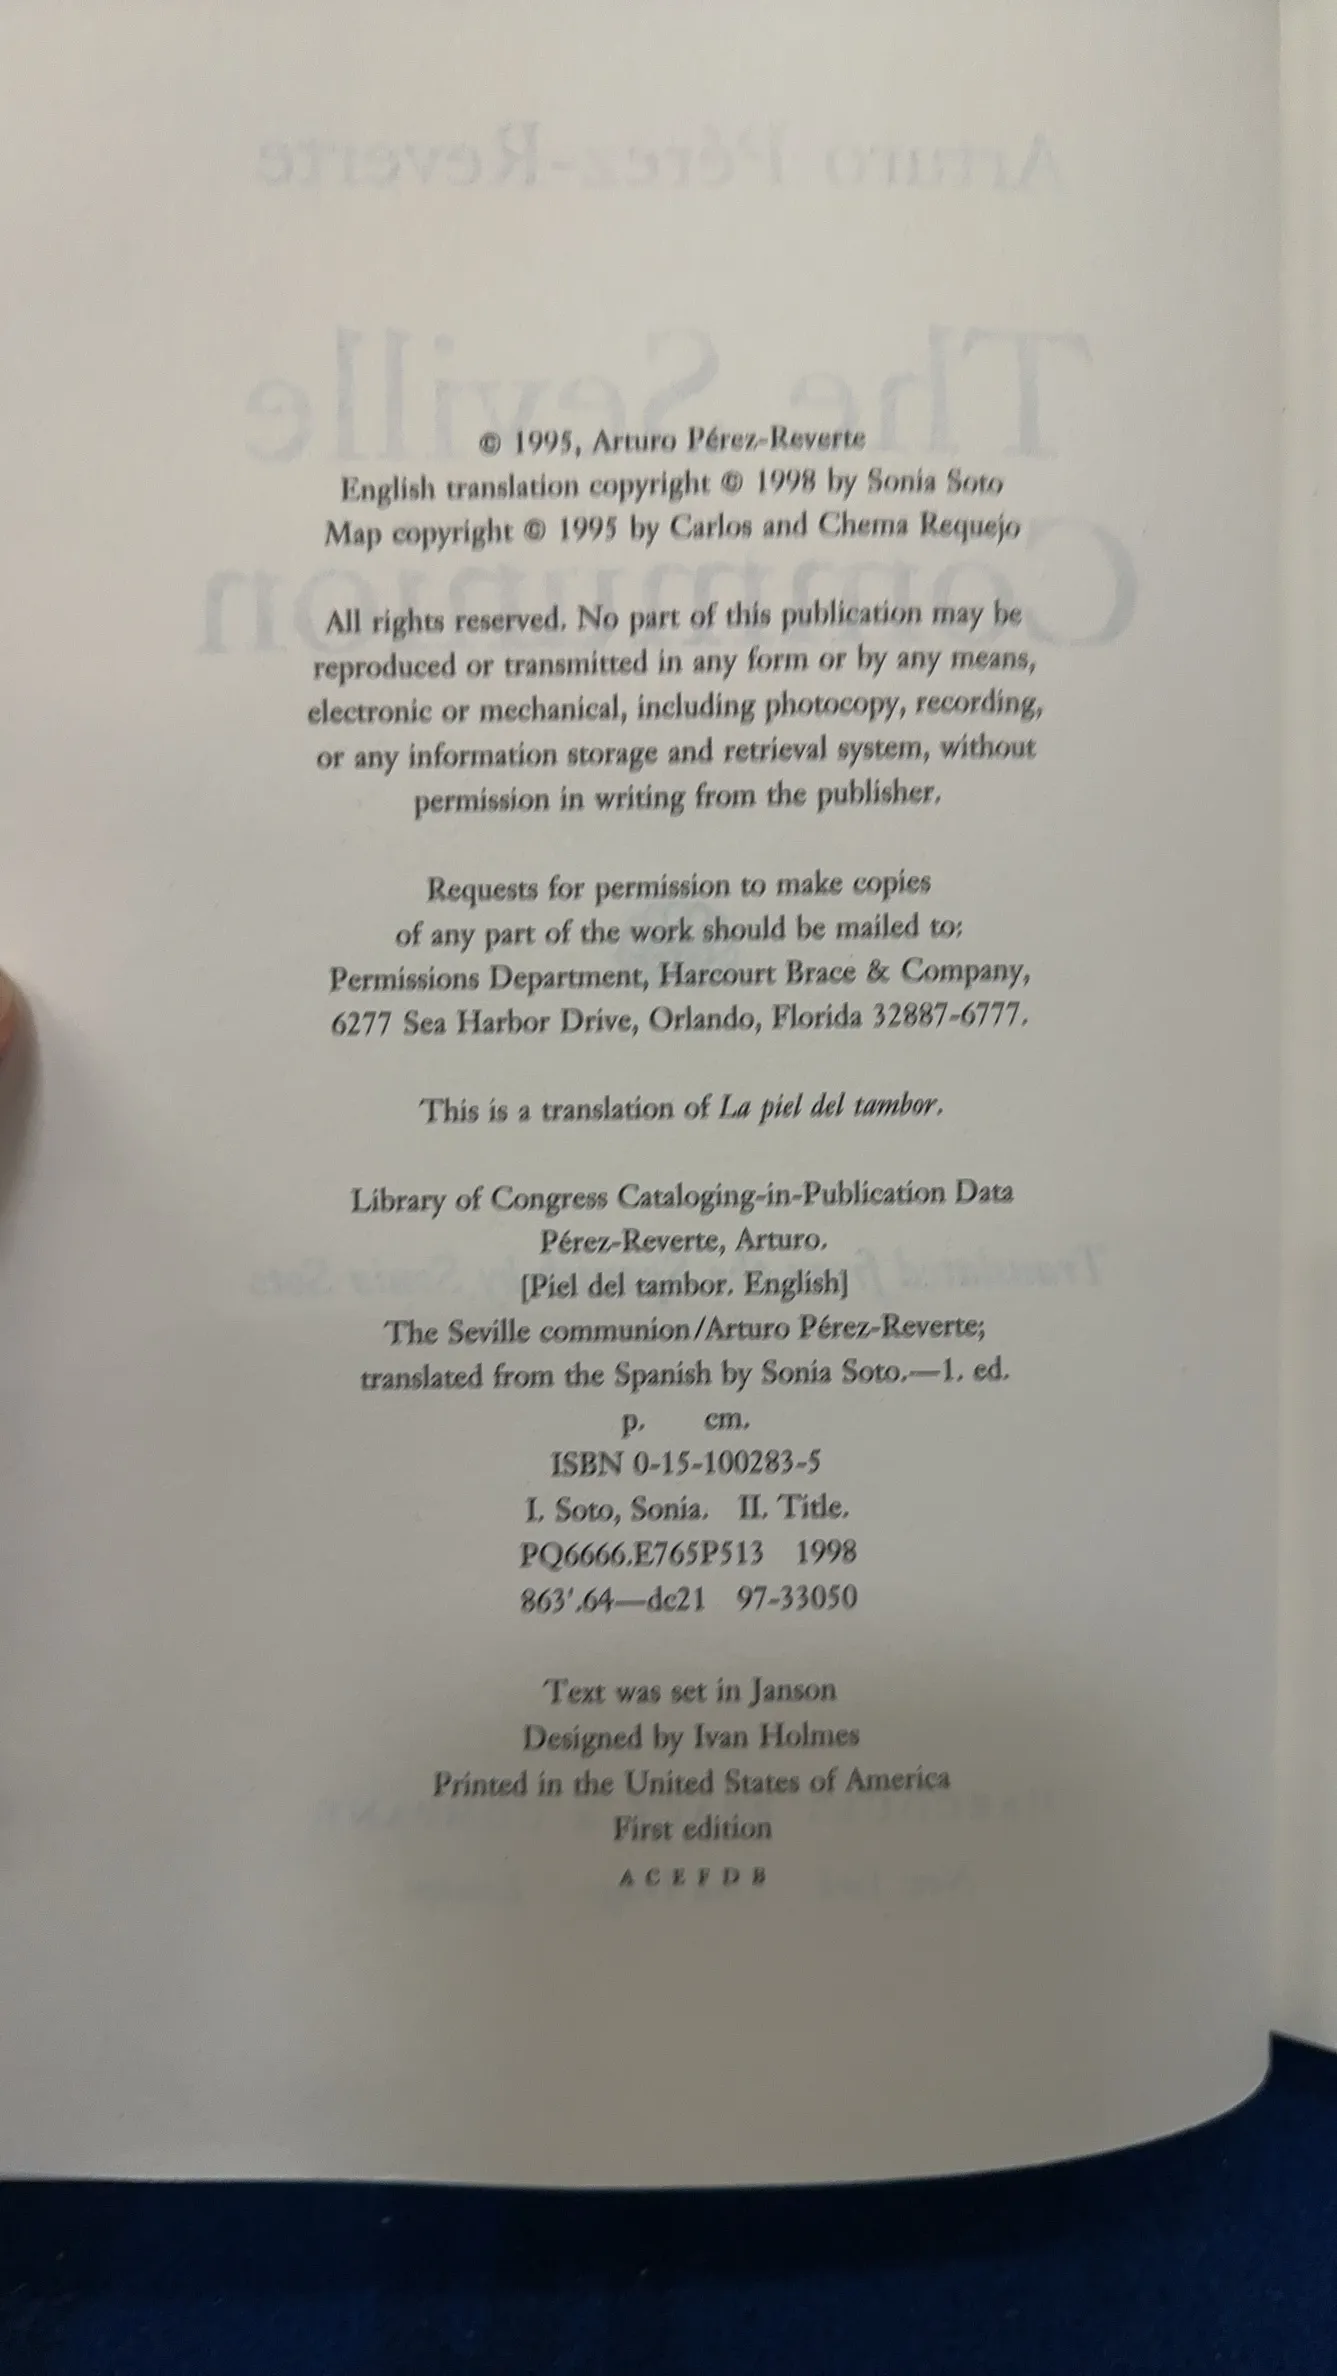 © 1995, Arturo Pérez-Reverte
English translation copyright © 1998 by Sonia Soto
Map copyright © 1995 by Carlos and Chema Requejo
All rights reserved. No part of this publication may be
reproduced or transmitted in any form or by any means,
electronic or mechanical, including photocopy, recording,
or any information storage and retrieval system, without
permission in writing from the publisher.
Requests for permission to make copies
of any part of the work should be mailed to:
Permissions Department, Harcourt Brace & Company,
6277 Sea Harbor Drive, Orlando, Florida 32887-6777.
This is a translation of La piel del tambor.
Library of Congress Cataloging-in-Publication Data
Pérez-Reverte, Arturo.
[Piel del tambor. English]
The Seville communion/Arturo Pérez-Reverte;
translated from the Spanish by Sonia Soto.—1. ed.
p. cm.
ISBN 0-15-100283-5
I. Soto, Sonia. II. Title.
PQ6666.E765P513 1998
863'.64—dc21 97-33050
Text was set in Janson
Designed by Ivan Holmes
Printed in the United States of America
First edition
A C E F D B